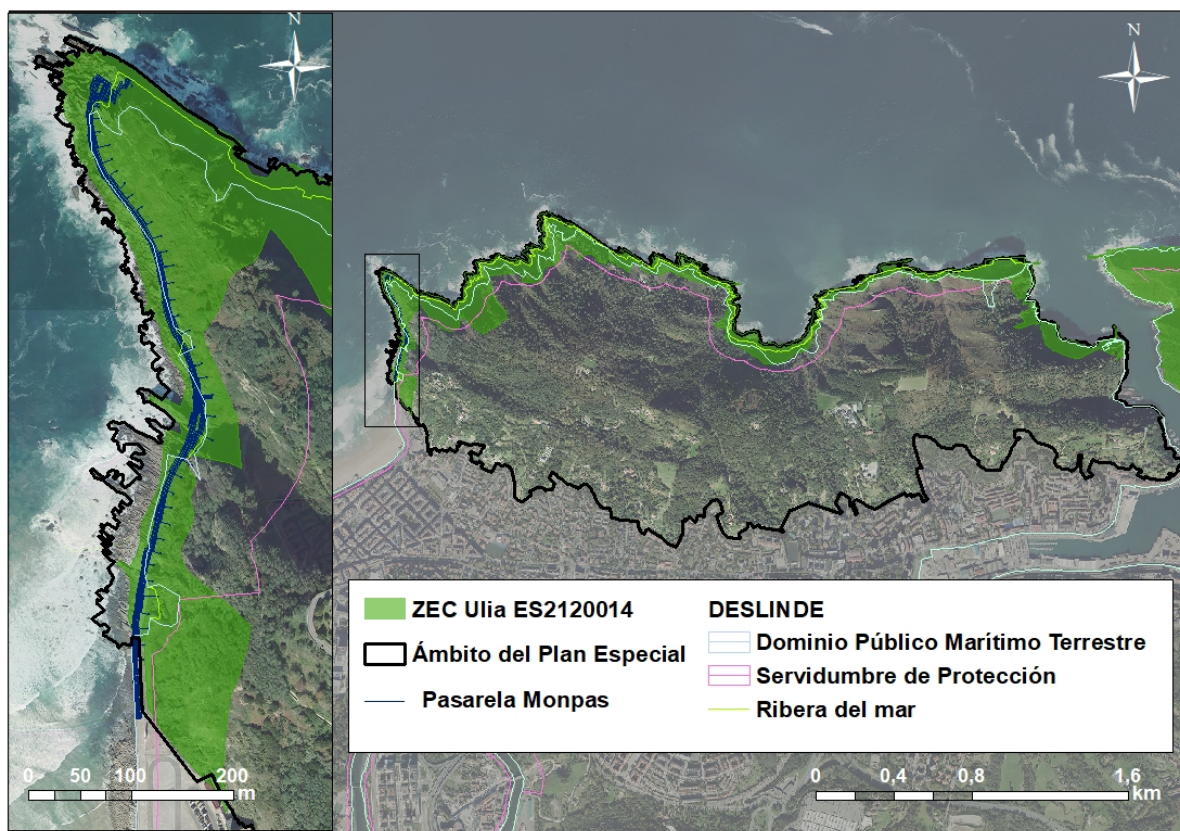 N
N
ZEC Ulia ES2120014
Ámbito del Plan Especial
Pasarela Monpas
DESLINDE
Dominio Público Marítimo Terrestre
Servidumbre de Protección
Ribera del mar
0 50 100 200
m
0 0,4 0,8 1,6
km